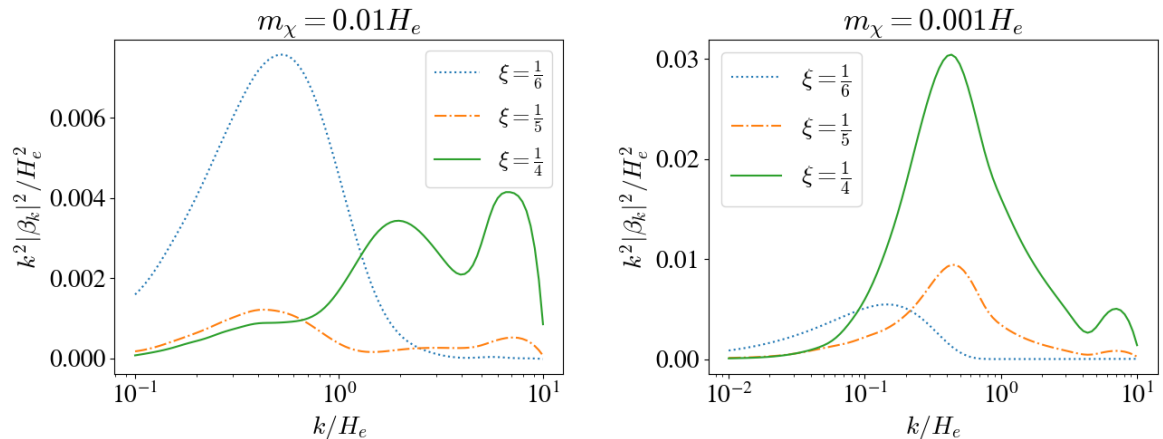 m_χ = 0.01H_e
k²|β_k|²/H_e²
0.006
0.004
0.002
0.000
10⁻¹
10⁰
10¹
k/H_e
ξ = 1/6
ξ = 1/5
ξ = 1/4
m_χ = 0.001H_e
k²|β_k|²/H_e²
0.03
0.02
0.01
0.00
10⁻²
10⁻¹
10⁰
10¹
k/H_e
ξ = 1/6
ξ = 1/5
ξ = 1/4